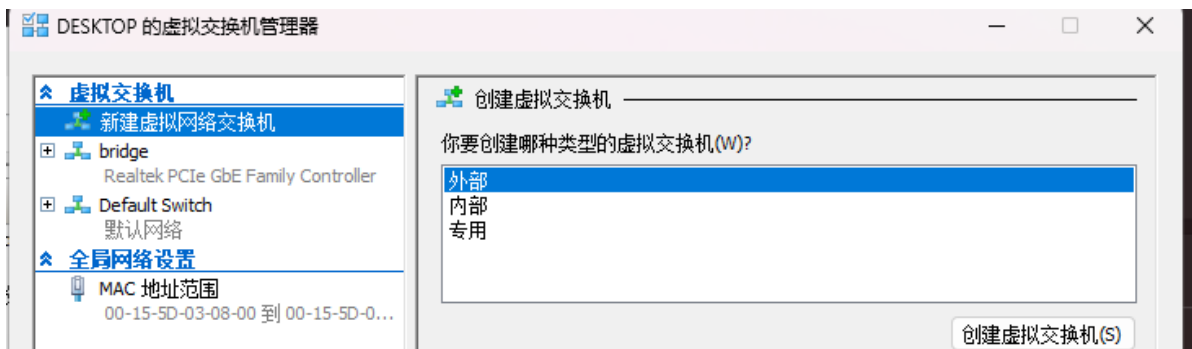 DESKTOP 的虚拟交换机管理器
虚拟交换机
新建虚拟网络交换机
bridge
Realtek PCIe GbE Family Controller
Default Switch
默认网络
全局网络设置
MAC 地址范围
00-15-5D-03-08-00 到 00-15-5D-0...
创建虚拟交换机
你要创建哪种类型的虚拟交换机(W)?
外部
内部
专用
创建虚拟交换机(S)